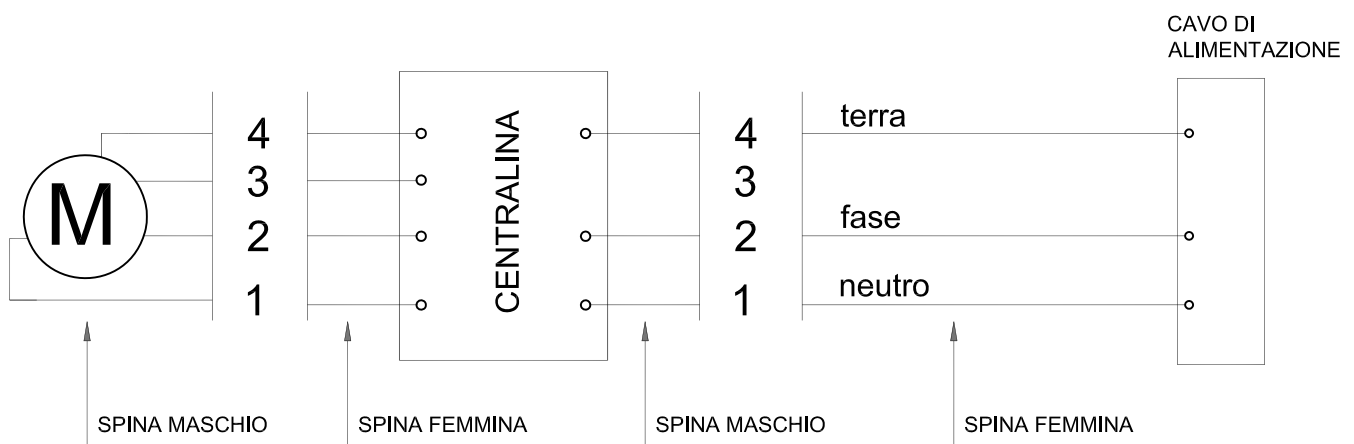 CAVO DI
ALIMENTAZIONE
M
4
3
2
1
CENTRALINA
4
3
2
1
terra
fase
neutro
SPINA MASCHIO
SPINA FEMMINA
SPINA MASCHIO
SPINA FEMMINA